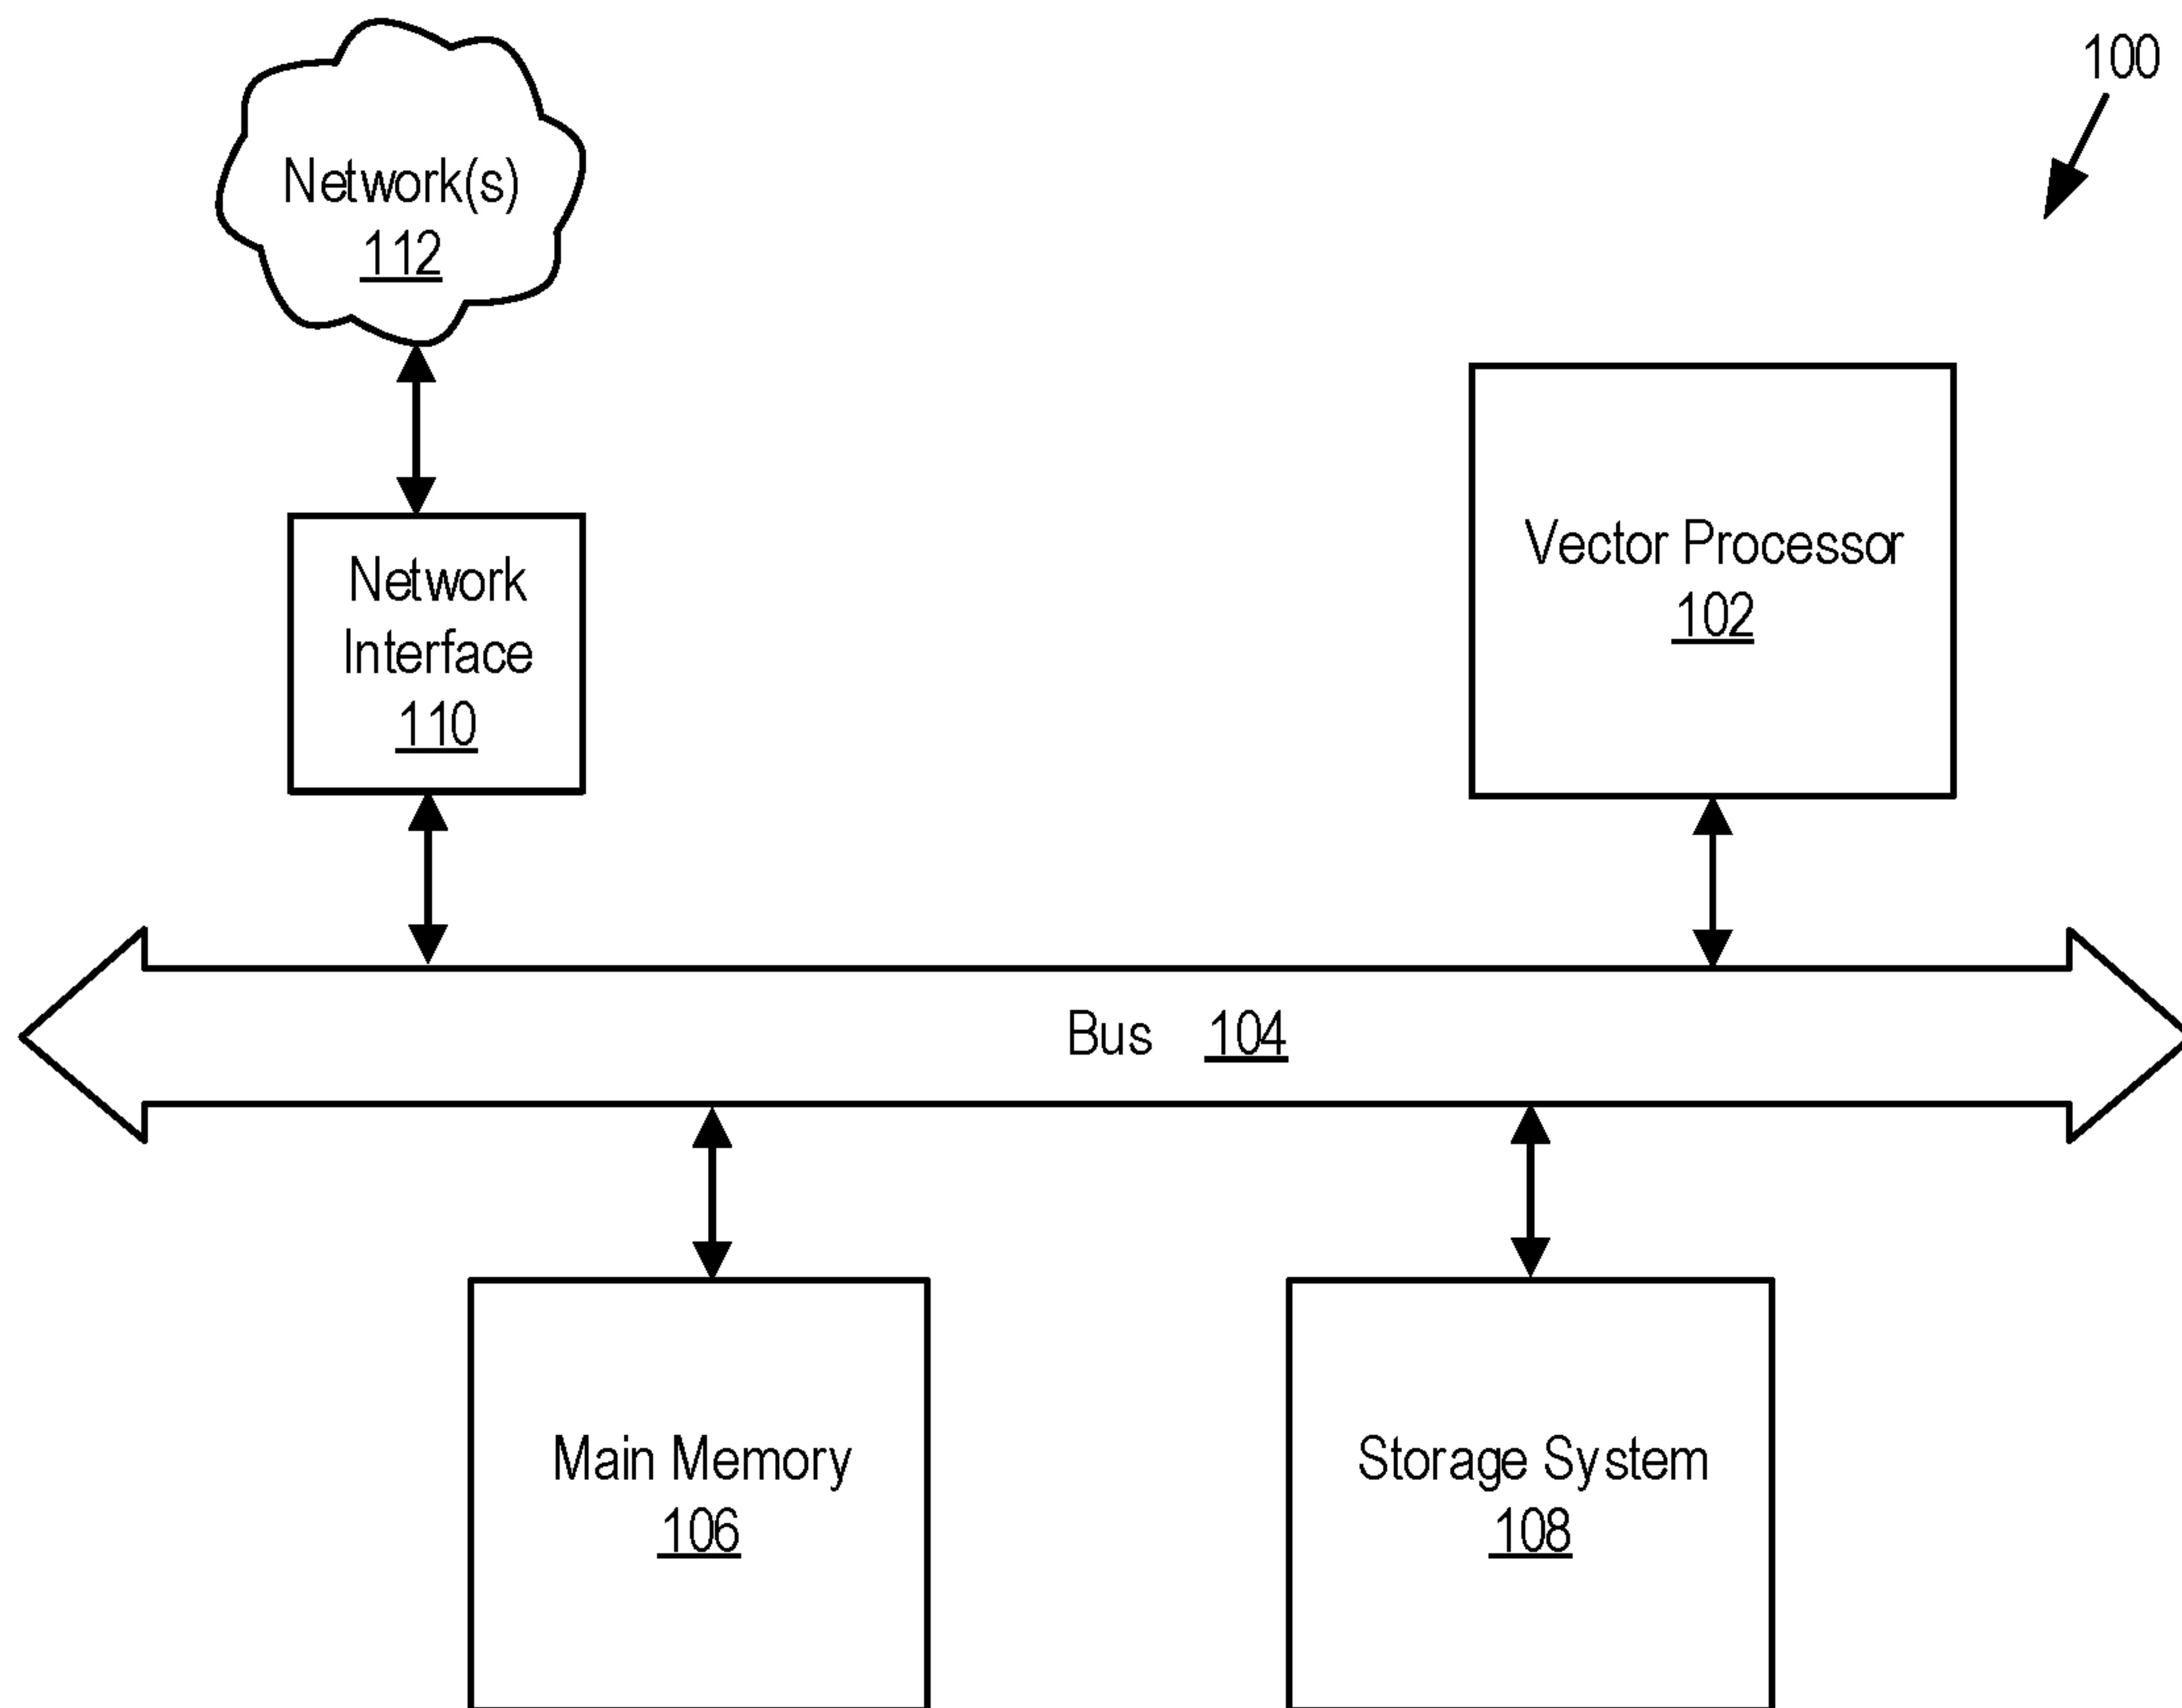 100
Network(s)
112
Network
Interface
110
Vector Processor
102
Bus 104
Main Memory
106
Storage System
108